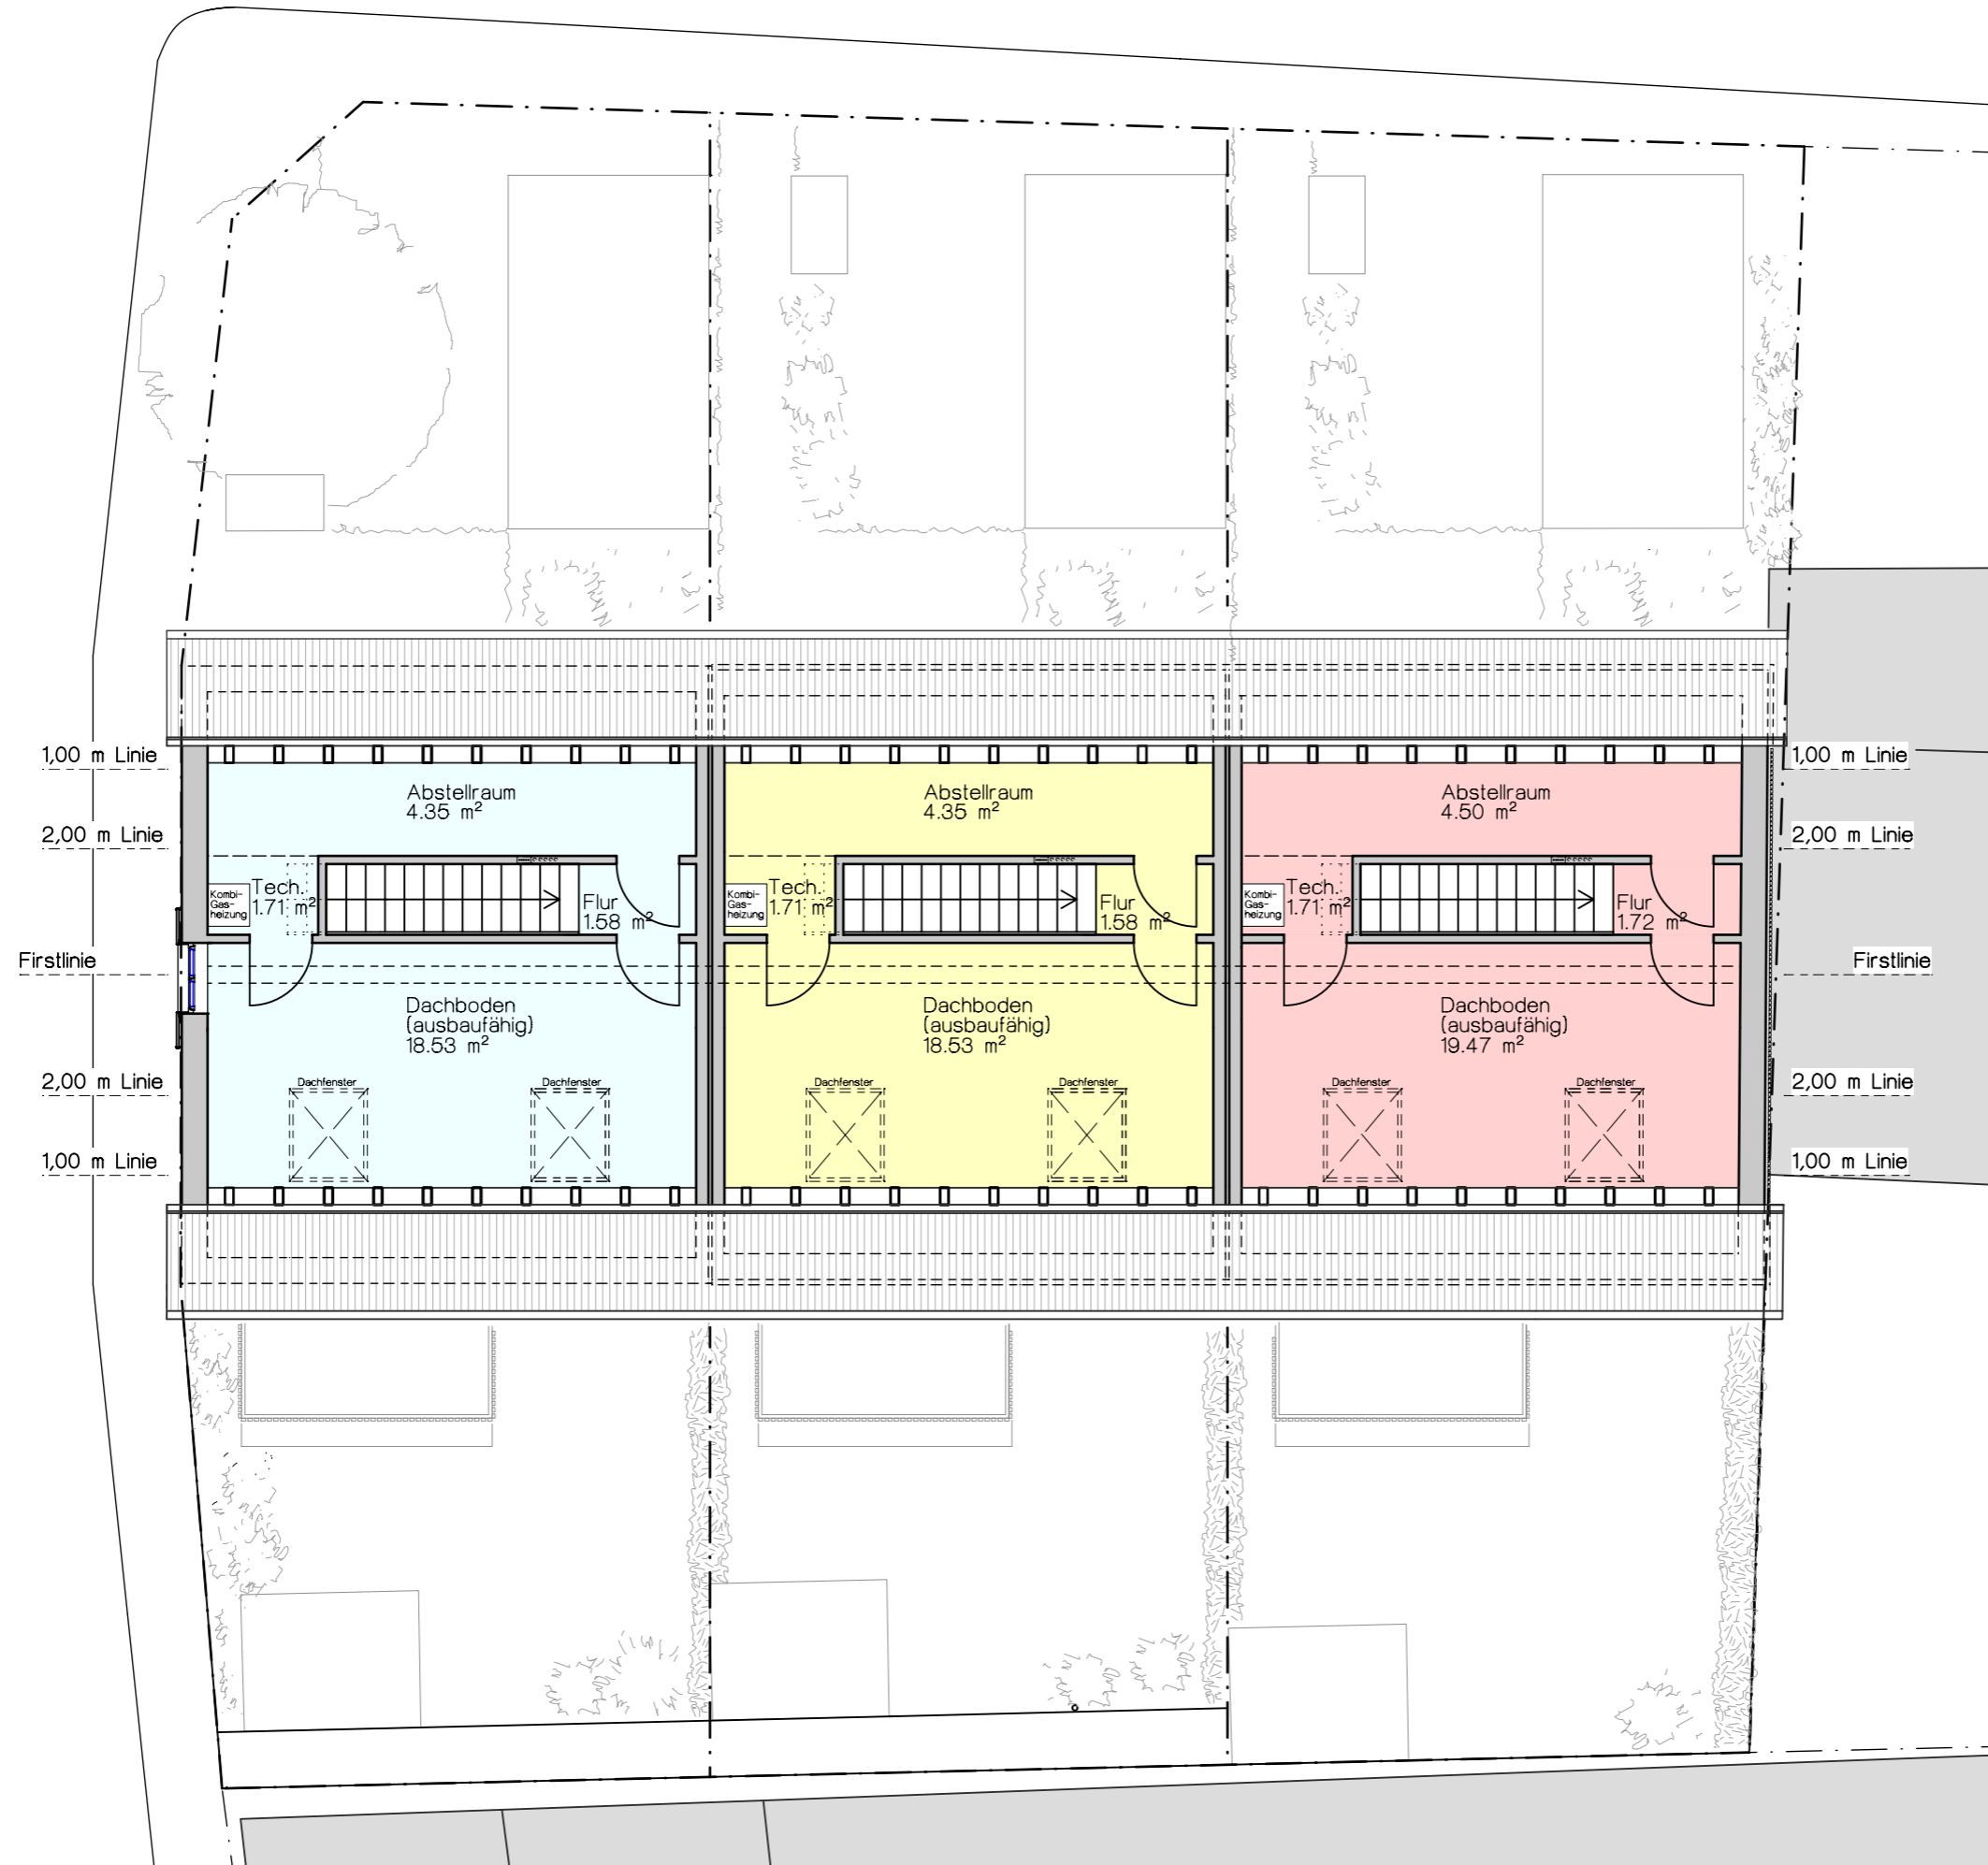 1,00 m Linie
1,00 m Linie
Abstellraum
4.35 m²
Abstellraum
4.35 m²
Abstellraum
4.50 m²
2,00 m Linie
2,00 m Linie
Kombi-
Gas-
heizung
Tech.
1.71 m²
Flur
1.58 m²
Kombi-
Gas-
heizung
Tech.
1.71 m²
Flur
1.58 m²
Kombi-
Gas-
heizung
Tech.
1.71 m²
Flur
1.72 m²
Firstlinie
Firstlinie
Dachboden
(ausbaufähig)
18.53 m²
Dachboden
(ausbaufähig)
18.53 m²
Dachboden
(ausbaufähig)
19.47 m²
2,00 m Linie
Dachfenster
Dachfenster
Dachfenster
Dachfenster
Dachfenster
Dachfenster
2,00 m Linie
1,00 m Linie
1,00 m Linie